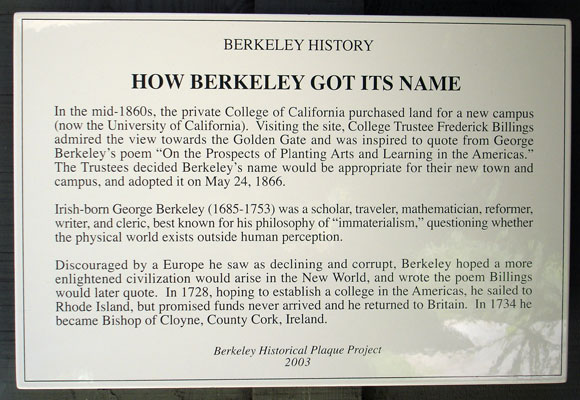 BERKELEY HISTORY
HOW BERKELEY GOT ITS NAME
In the mid-1860s, the private College of California purchased land for a new campus
(now the University of California). Visiting the site, College Trustee Frederick Billings
admired the view towards the Golden Gate and was inspired to quote from George
Berkeley's poem “On the Prospects of Planting Arts and Learning in the Americas.”
The Trustees decided Berkeley's name would be appropriate for their new town and
campus, and adopted it on May 24, 1866.
Irish-born George Berkeley (1685-1753) was a scholar, traveler, mathematician, reformer,
writer, and cleric, best known for his philosophy of “immaterialism,” questioning whether
the physical world exists outside human perception.
Discouraged by a Europe he saw as declining and corrupt, Berkeley hoped a more
enlightened civilization would arise in the New World, and wrote the poem Billings
would later quote. In 1728, hoping to establish a college in the Americas, he sailed to
Rhode Island, but promised funds never arrived and he returned to Britain. In 1734 he
became Bishop of Cloyne, County Cork, Ireland.
Berkeley Historical Plaque Project
2003